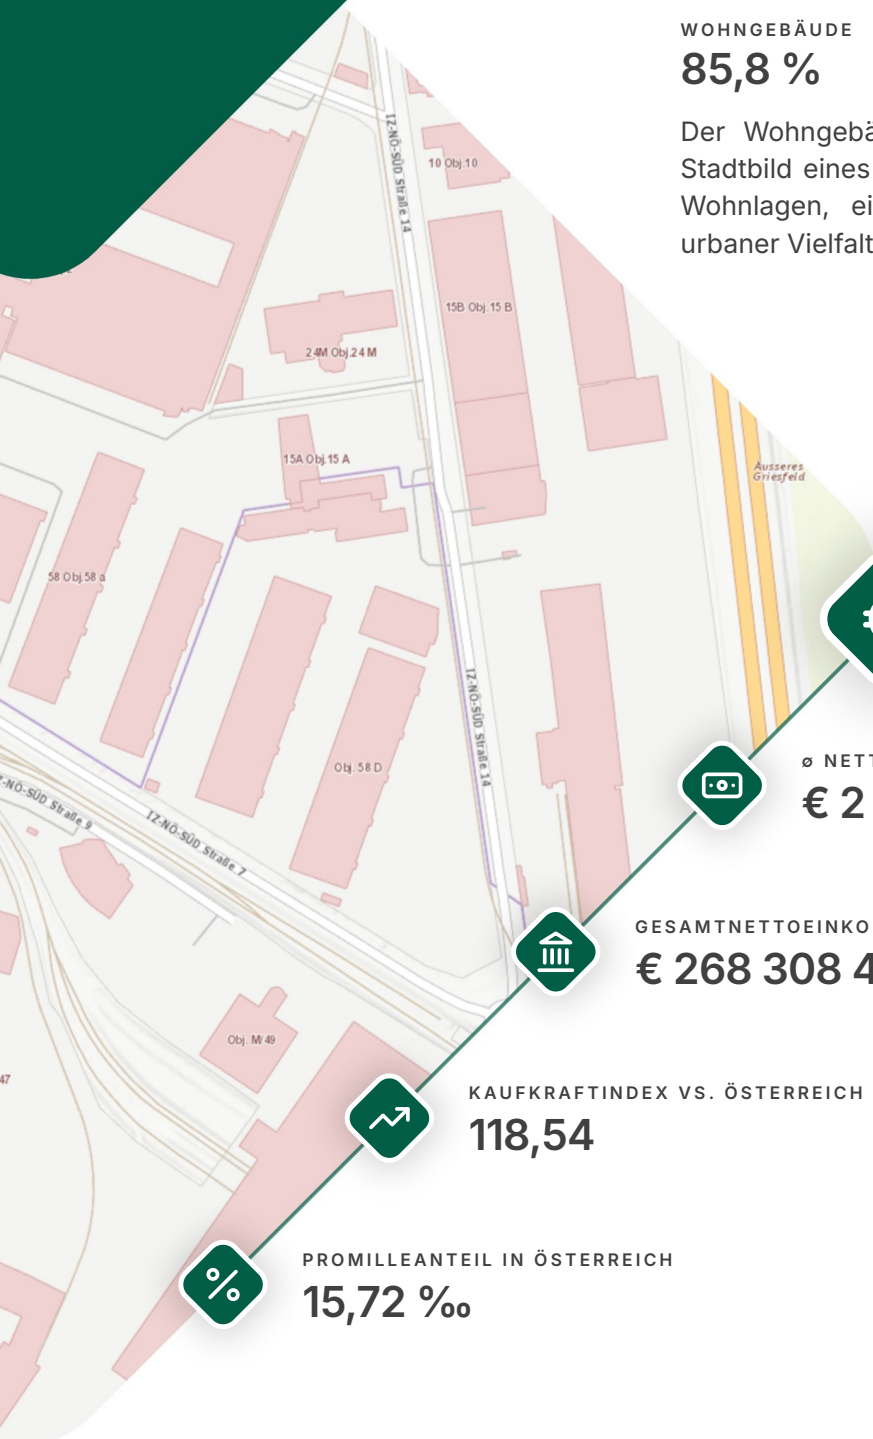 WOHNGEBÄUDE
85,8 %
Der Wohngebä
Stadtbild eines
Wohnlagen, ei
urbaner Vielfalt
IZ-NÖ-SÜD Straße 14
10 Obj.10
15B Obj.15 B
24M Obj.24 M
15A Obj.15 A
Äusseres
Griesfeld
58 Obj.58 a
IZ-NÖ-SÜD Straße 14
Obj. 58 D
Z-NÖ-SÜD Straße 9
IZ-NÖ-SÜD Straße 7
ø NETT
€ 2
GESAMTNETTOEINKO
€ 268 308 4
Obj. M/49
47
KAUFKRAFTINDEX VS. ÖSTERREICH
118,54
PROMILLEANTEIL IN ÖSTERREICH
15,72 ‰